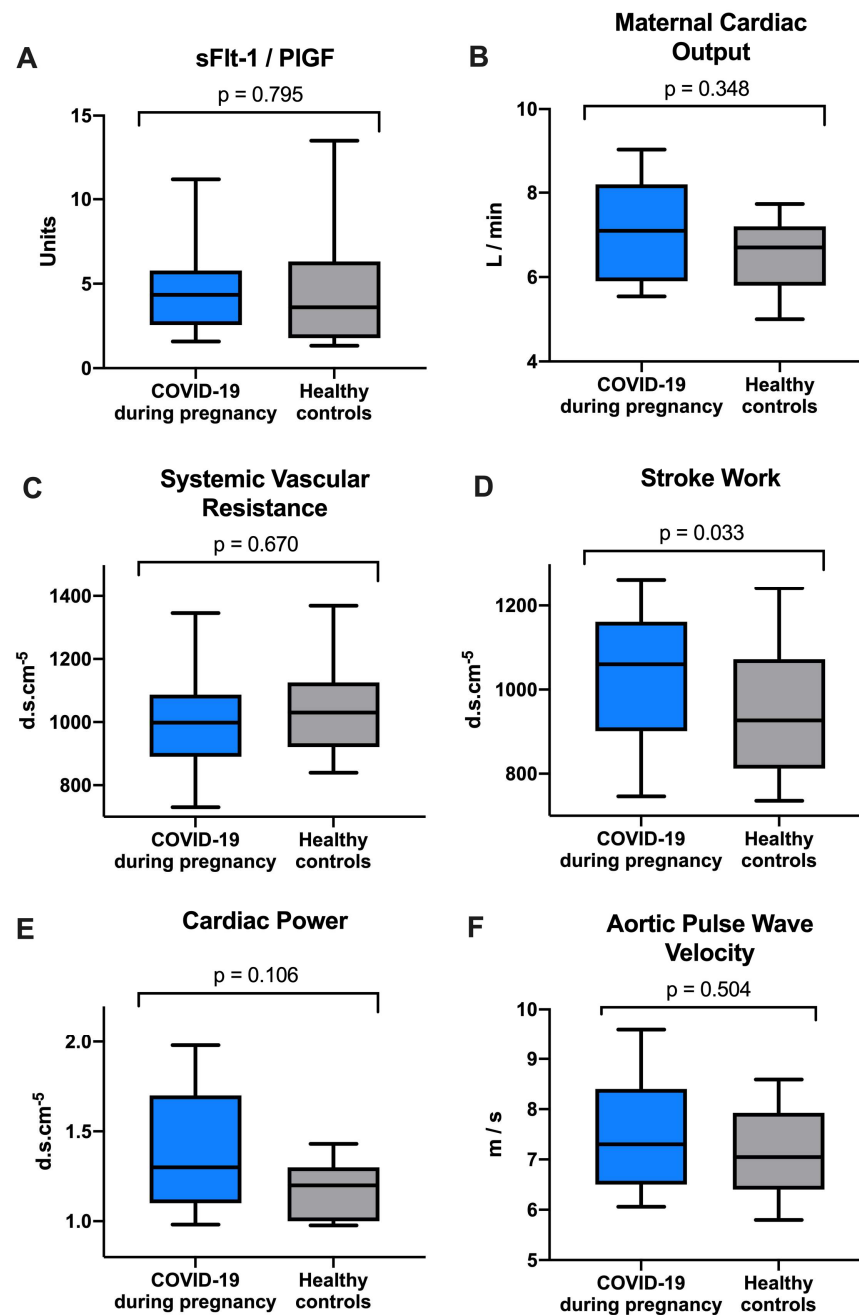 A
sFlt-1 / PlGF
p = 0.795
15
10
5
0
Units
COVID-19
during pregnancy
Healthy
controls
B
Maternal Cardiac
Output
p = 0.348
10
8
6
4
L / min
COVID-19
during pregnancy
Healthy
controls
C
Systemic Vascular
Resistance
p = 0.670
1400
1200
1000
800
d.s.cm⁻⁵
COVID-19
during pregnancy
Healthy
controls
D
Stroke Work
p = 0.033
1200
1000
800
d.s.cm⁻⁵
COVID-19
during pregnancy
Healthy
controls
E
Cardiac Power
p = 0.106
2.0
1.5
1.0
d.s.cm⁻⁵
COVID-19
during pregnancy
Healthy
controls
F
Aortic Pulse Wave
Velocity
p = 0.504
10
9
8
7
6
5
m / s
COVID-19
during pregnancy
Healthy
controls